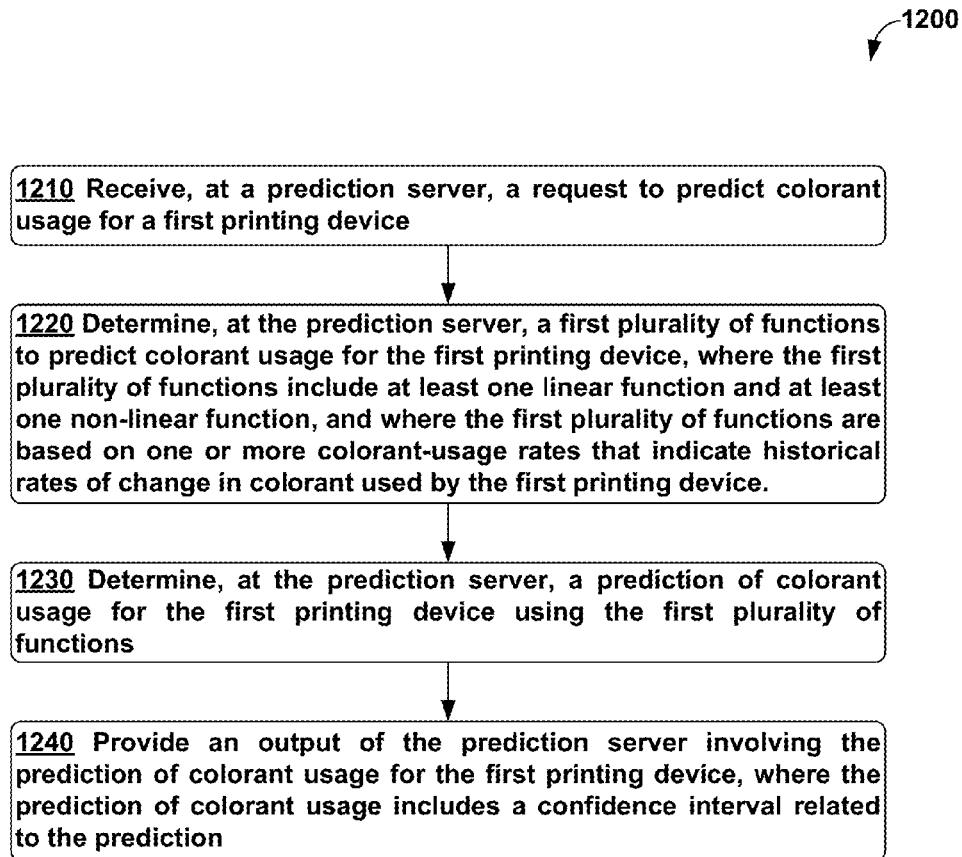 1200
1210 Receive, at a prediction server, a request to predict colorant
usage for a first printing device
1220 Determine, at the prediction server, a first plurality of functions
to predict colorant usage for the first printing device, where the first
plurality of functions include at least one linear function and at least
one non-linear function, and where the first plurality of functions are
based on one or more colorant-usage rates that indicate historical
rates of change in colorant used by the first printing device.
1230 Determine, at the prediction server, a prediction of colorant
usage for the first printing device using the first plurality of
functions
1240 Provide an output of the prediction server involving the
prediction of colorant usage for the first printing device, where the
prediction of colorant usage includes a confidence interval related
to the prediction